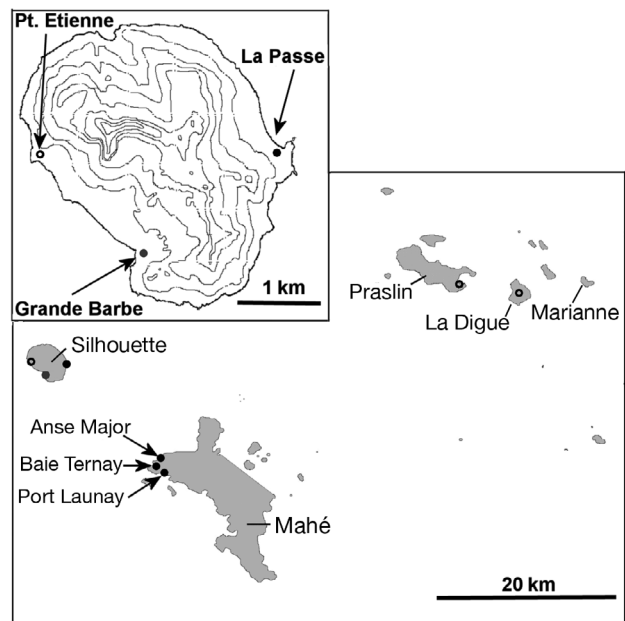 Pt. Etienne
La Passe
Grande Barbe
1 km
Praslin
La Digue
Marianne
Silhouette
Anse Major
Baie Ternay
Port Launay
Mahé
20 km